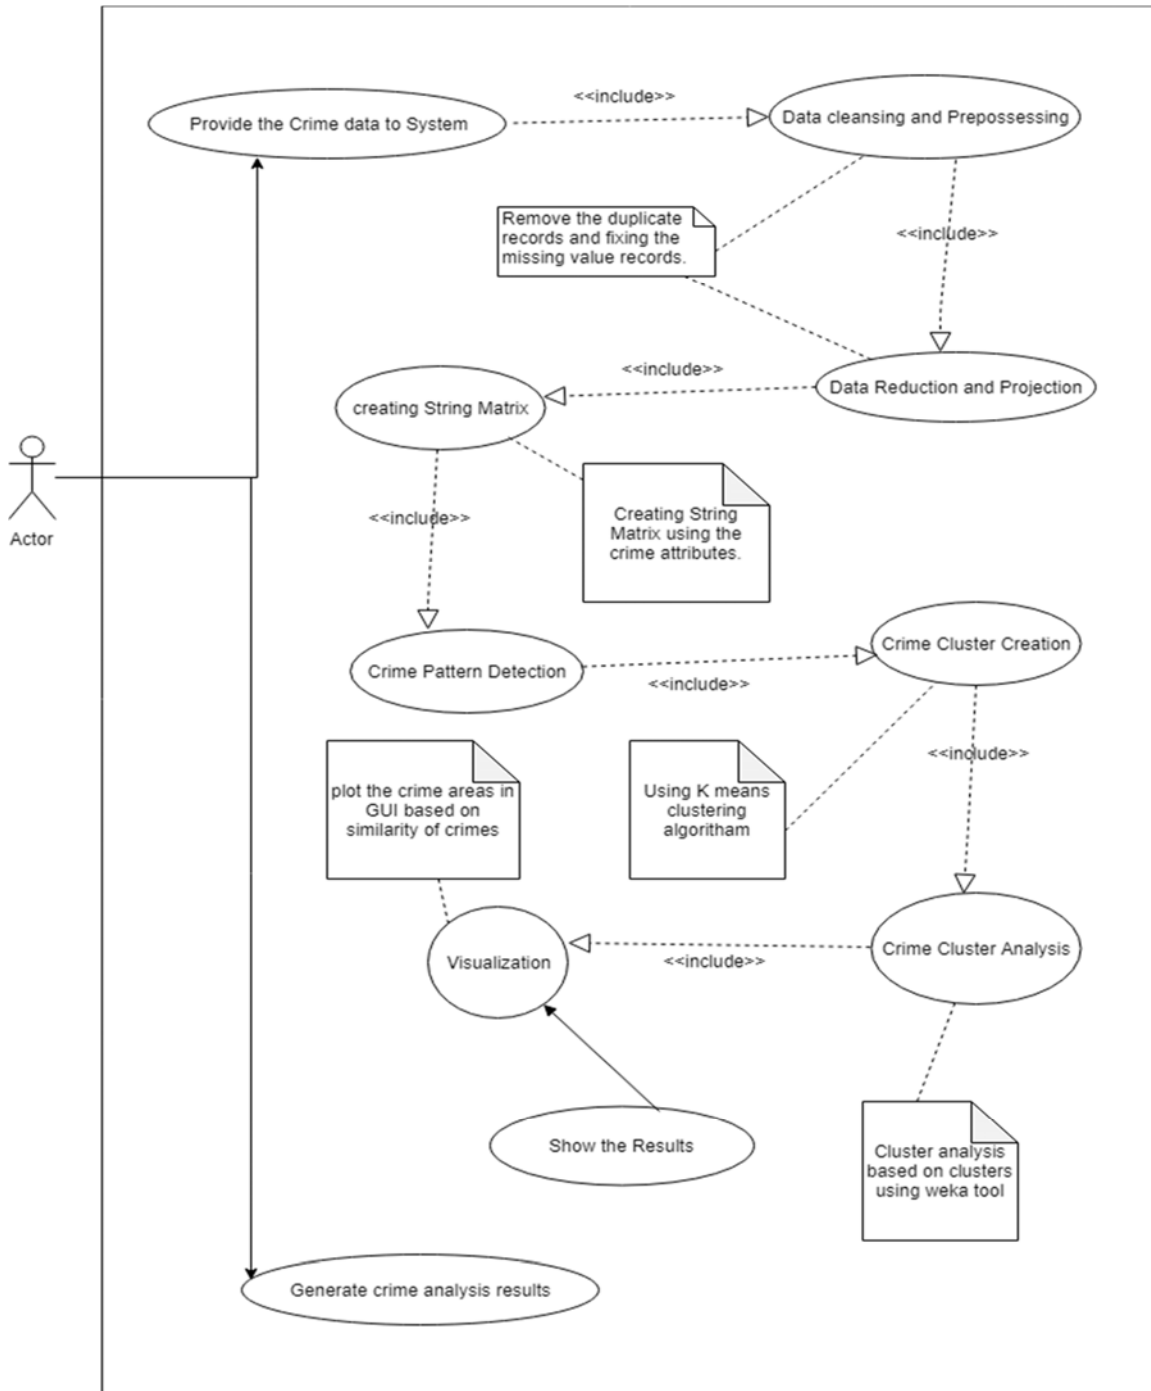 <<include>>
Provide the Crime data to System
Data cleansing and Prepossessing
Remove the duplicate
records and fixing the
missing value records.
<<include>>
<<include>>
Data Reduction and Projection
creating String Matrix
Actor
<<include>>
Creating String
Matrix using the
crime attributes.
Crime Pattern Detection
<<include>>
Crime Cluster Creation
<<include>>
plot the crime areas in
GUI based on
similarity of crimes
Using K means
clustering
algoritham
Visualization
<<include>>
Crime Cluster Analysis
Show the Results
Cluster analysis
based on clusters
using weka tool
Generate crime analysis results